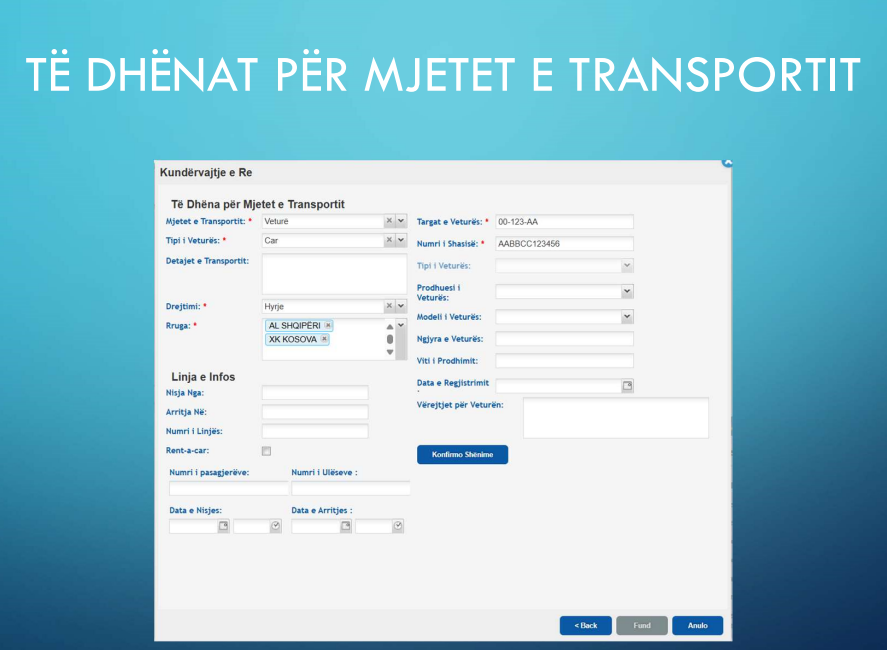 TË DHËNAT PËR MJETET E TRANSPORTIT
Kundërvajtje e Re
Të Dhëna për Mjetet e Transportit
Mjetet e Transportit: * Veturë
Tipi i Veturës: * Car
Detajet e Transportit:
Drejtimi: * Hyrje
Rruga: * AL SHQIPËRI
XK KOSOVA
Linja e Infos
Nisja Nga:
Arritja Në:
Numri i Linjës:
Rent-a-car:
Numri i pasagjerëve: Numri i Ulëseve :
Data e Nisjes: Data e Arritjes :
Targat e Veturës: * 00-123-AA
Numri i Shasisë: * AABBCC123456
Tipi i Veturës:
Prodhuesi i
Veturës:
Modeli i Veturës:
Ngjyra e Veturës:
Viti i Prodhimit:
Data e Regjistrimit
:
Vërejtjet për Veturën:
Konfirmo Shënime
< Back Fund Anulo